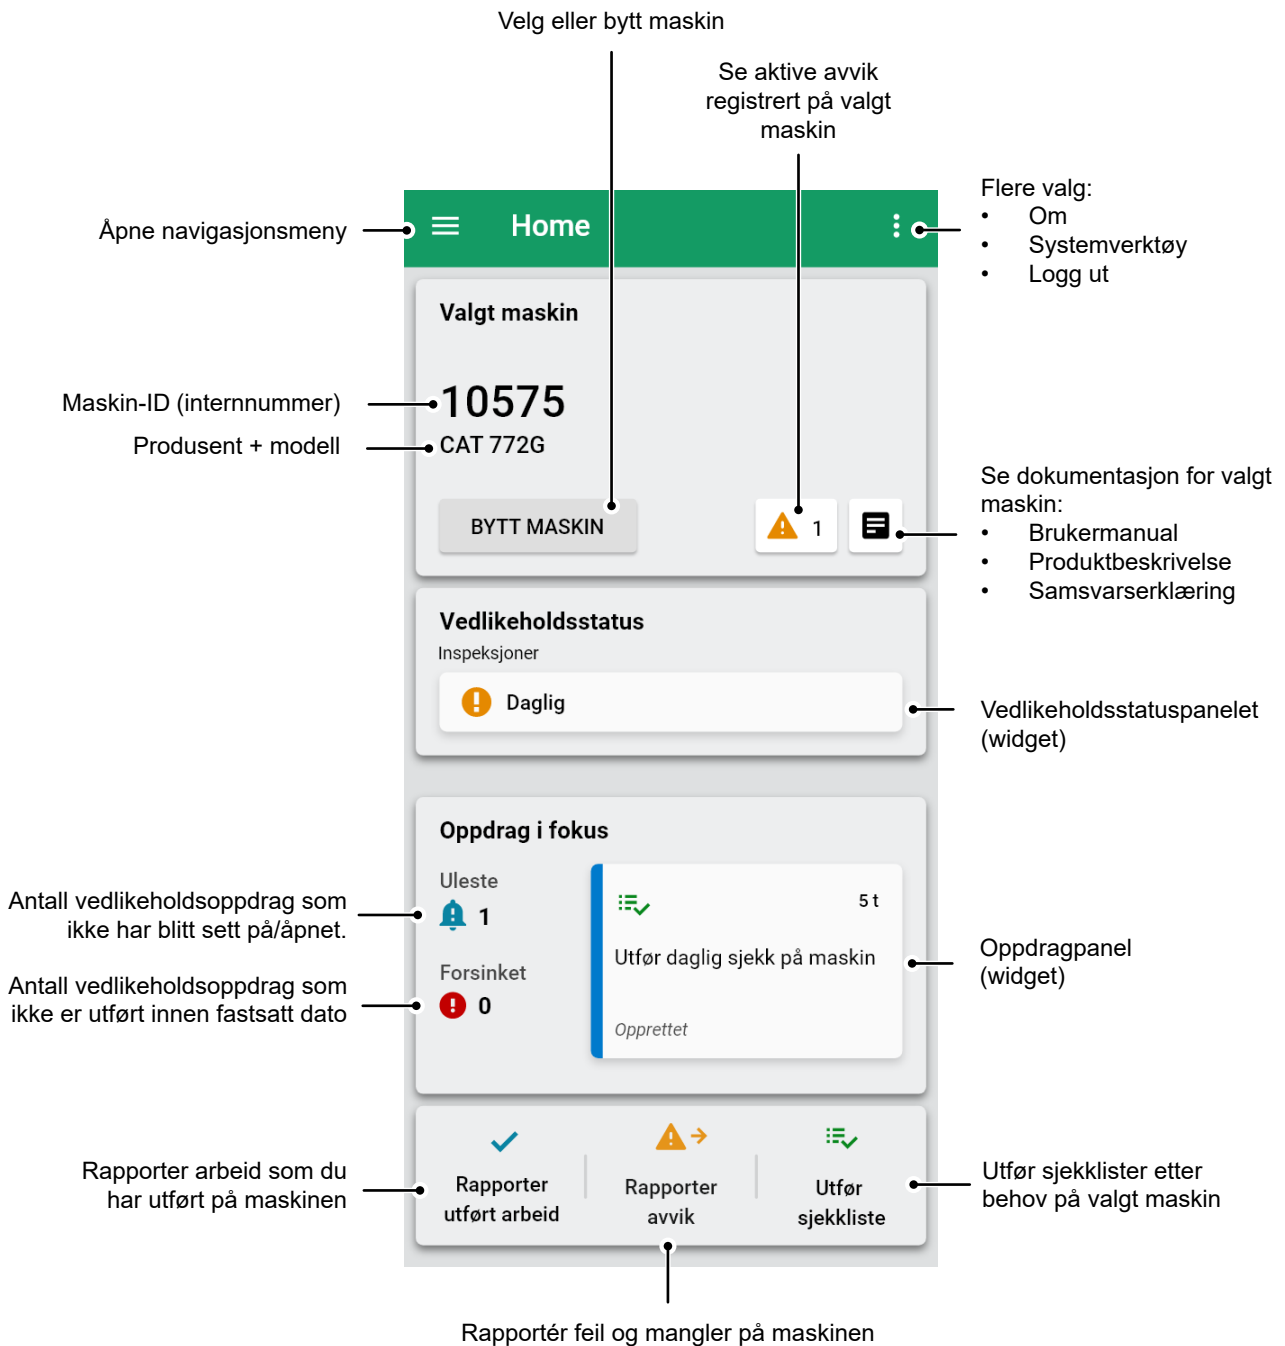 Velg eller bytt maskin
Se aktive avvik
registrert på valgt
maskin
Flere valg:
• Om
• Systemverktøy
• Logg ut
Åpne navigasjonsmeny
Home
Valgt maskin
Maskin-ID (internnummer)
10575
Produsent + modell
CAT 772G
BYTT MASKIN
1
Se dokumentasjon for valgt
maskin:
• Brukermanual
• Produktbeskrivelse
• Samsvarserklæring
Vedlikeholdsstatus
Inspeksjoner
Daglig
Vedlikeholdsstatuspanelet
(widget)
Oppdrag i fokus
Uleste
1
Antall vedlikeholdsoppdrag som
ikke har blitt sett på/åpnet.
Forsinket
0
Antall vedlikeholdsoppdrag som
ikke er utført innen fastsatt dato
5 t
Utfør daglig sjekk på maskin
Opprettet
Oppdragpanel
(widget)
Rapporter arbeid som du
har utført på maskinen
Rapporter
utført arbeid
Rapporter
avvik
Utfør
sjekkliste
Utfør sjekklister etter
behov på valgt maskin
Rapportér feil og mangler på maskinen